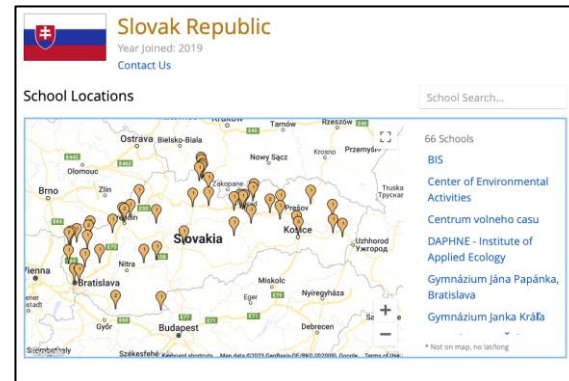 Slovak Republic
Year Joined: 2019
Contact Us
School Locations
School Search...
66 Schools
BIS
Center of Environmental
Activities
Centrum volneho casu
DAPHNE - Institute of
Applied Ecology
Gymnázium Jána Papánka,
Bratislava
Gymnázium Janka Kráľa
* Not on map, no lat/long
Tarnów
Rzeszów
Ostrava
Bielsko-Biala
Nowy Sącz
Krosno
Olomouc
Zakopane
Brno
Zlín
Prešov
Slovakia
Košice
Uzhhorod
Ужгород
Nitra
Bratislava
Miskolc
Eger
Nyíregyháza
Győr
Budapest
Debrecen
Keyboard shortcuts
Map data ©2023 GeoBasis-DE/BKG (©2009), Google
Terms of Use